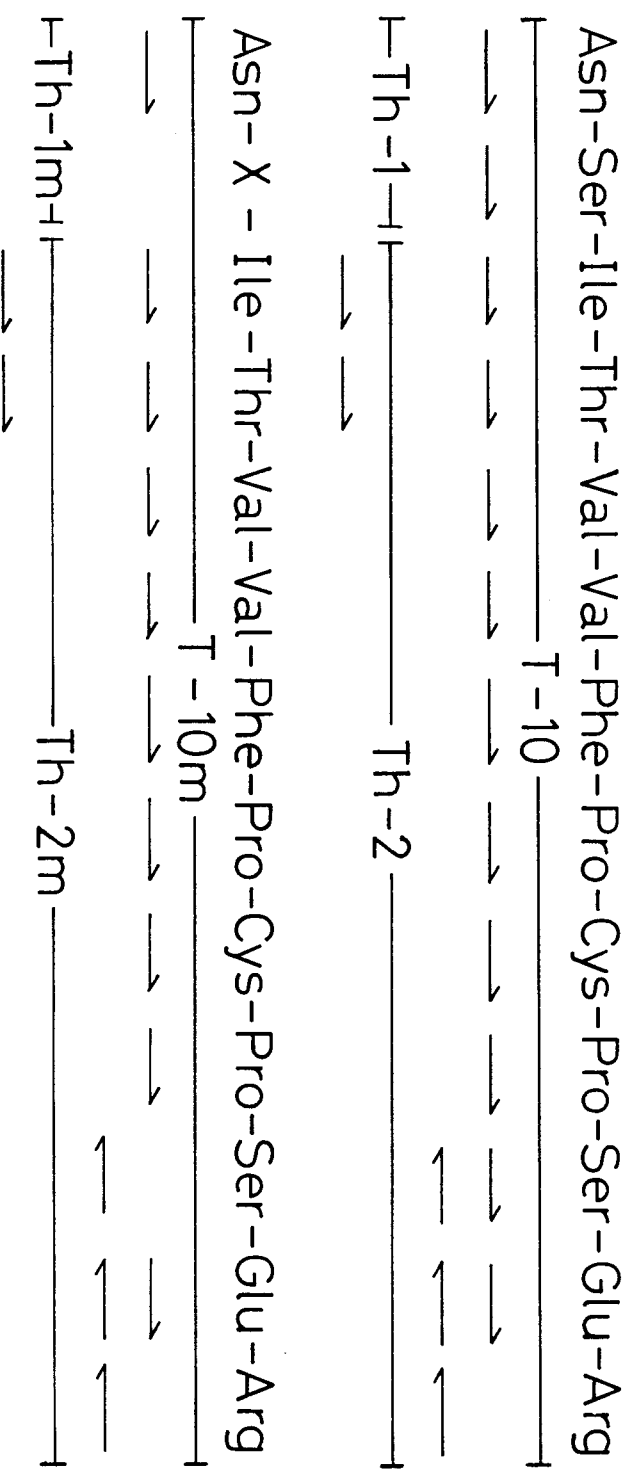 Asn-Ser-Ile-Thr-Val-Val-Phe-Pro-Cys-Pro-Ser-Glu-Arg
T-10
Th-1 Th-2
Asn-X-Ile-Thr-Val-Val-Phe-Pro-Cys-Pro-Ser-Glu-Arg
T-10m
Th-1m Th-2m